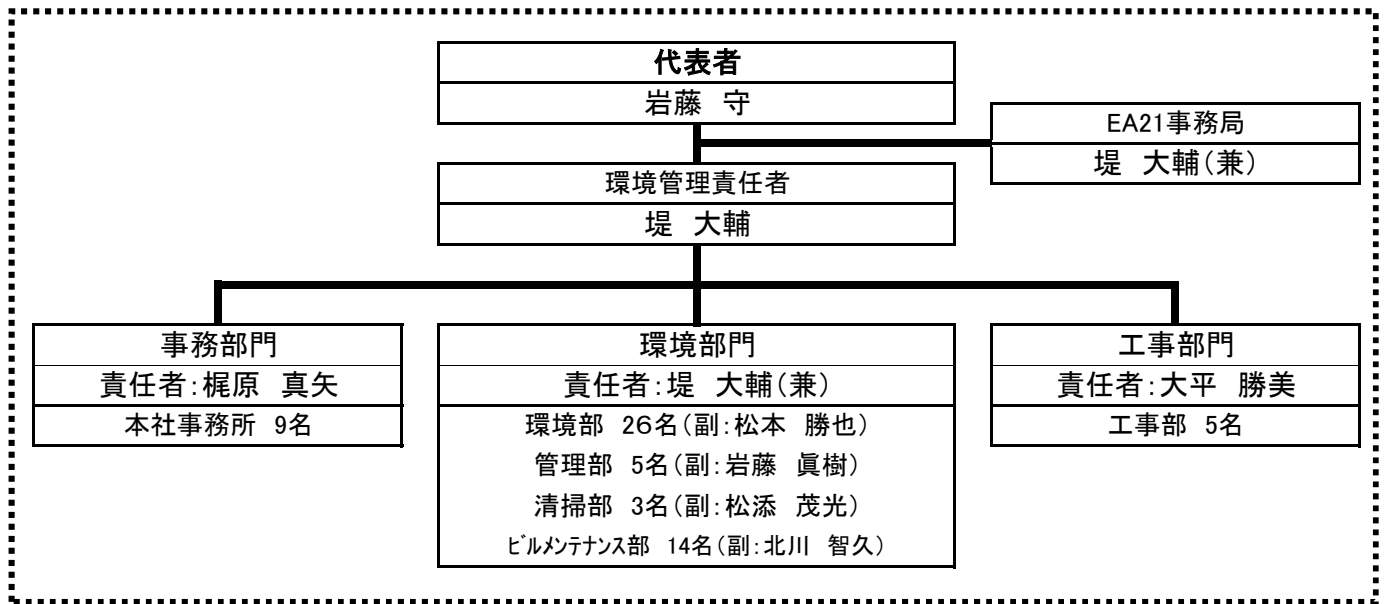 代表者
岩藤 守
EA21事務局
堤 大輔(兼)
環境管理責任者
堤 大輔
事務部門
責任者:梶原 真矢
本社事務所 9名
環境部門
責任者:堤 大輔(兼)
環境部 26名(副:松本 勝也)
管理部 5名(副:岩藤 眞樹)
清掃部 3名(副:松添 茂光)
ﾋﾞﾙﾒﾝﾃﾅﾝｽ部 14名(副:北川 智久)
工事部門
責任者:大平 勝美
工事部 5名